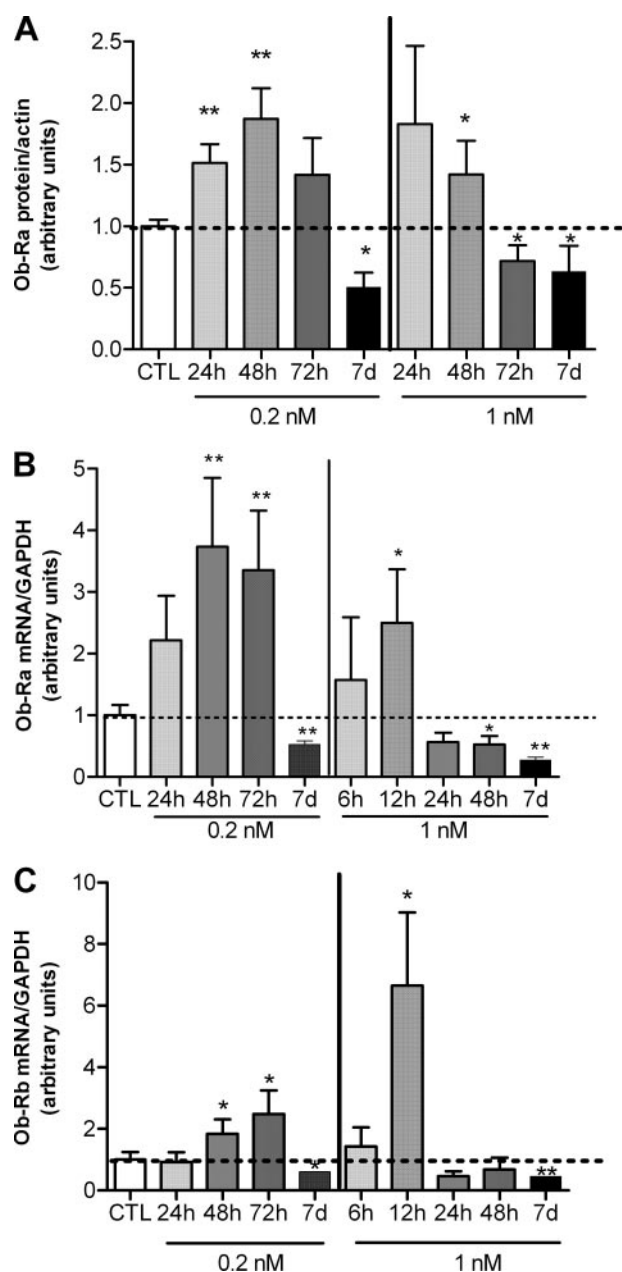 A
Ob-Ra protein/actin
(arbitrary units)
2.5
2.0
1.5
1.0
0.5
0.0
** ** * * * *
CTL 24h 48h 72h 7d 24h 48h 72h 7d
0.2 nM 1 nM
B
Ob-Ra mRNA/GAPDH
(arbitrary units)
5
4
3
2
1
0
** ** ** * * **
CTL 24h 48h 72h 7d 6h 12h 24h 48h 7d
0.2 nM 1 nM
C
Ob-Rb mRNA/GAPDH
(arbitrary units)
10
8
6
4
2
0
* * * * **
CTL 24h 48h 72h 7d 6h 12h 24h 48h 7d
0.2 nM 1 nM